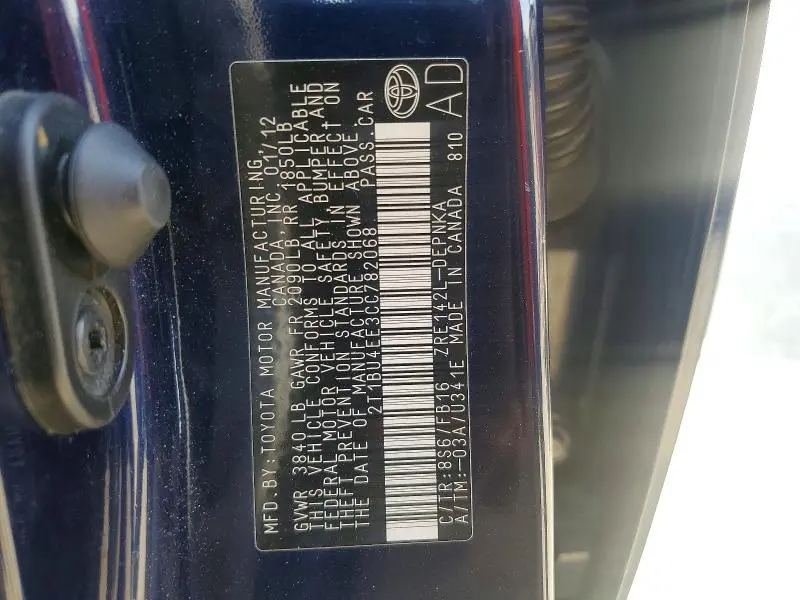 MFD.BY:TOYOTA MOTOR MANUFACTURING,
CANADA,INC. 01/12
GVWR 3840LB GAWR FR 2090LB RR 1850LB
THIS VEHICLE CONFORMS TO ALL APPLICABLE
FEDERAL MOTOR VEHICLE SAFETY, BUMPER AND
THEFT PREVENTION STANDARDS IN EFFECT ON
THE DATE OF MANUFACTURE SHOWN ABOVE.
2T1BU4EE3CC782068 PASS.CAR
C/TR:8S6/FB16 ZRE142L-DEPNKA
A/TM:-03A/U341E MADE IN CANADA 810
AD